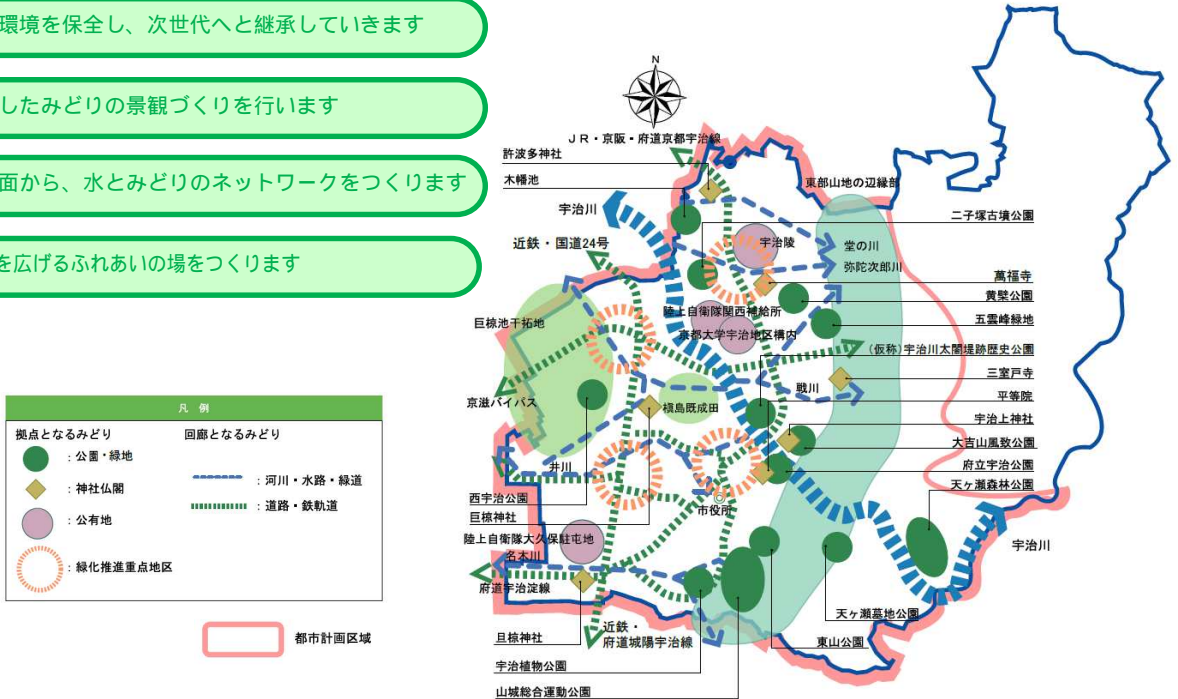 環境を保全し、次世代へと継承していきます
したみどりの景観づくりを行います
面から、水とみどりのネットワークをつくります
を広げるふれあいの場をつくります
N
ＪＲ・京阪・府道京都宇治線
許波多神社
木幡池
宇治川
近鉄・国道24号
東部山地の辺縁部
二子塚古墳公園
宇治陵
堂の川
弥陀次郎川
萬福寺
黄檗公園
五雲峰緑地
陸上自衛隊関西補給所
京都大学宇治地区構内
(仮称)宇治川太閤堤跡歴史公園
三室戸寺
戦川
平等院
宇治上神社
大吉山風致公園
府立宇治公園
天ヶ瀬森林公園
巨椋池干拓地
京滋バイパス
槇島既成田
井川
西宇治公園
巨椋神社
市役所
陸上自衛隊大久保駐屯地
名木川
府道宇治淀線
宇治川
天ヶ瀬墓地公園
東山公園
近鉄・
府道城陽宇治線
旦椋神社
宇治植物公園
山城総合運動公園
凡 例
拠点となるみどり
回廊となるみどり
：公園・緑地
：神社仏閣
：公有地
：緑化推進重点地区
：河川・水路・緑道
：道路・鉄軌道
都市計画区域